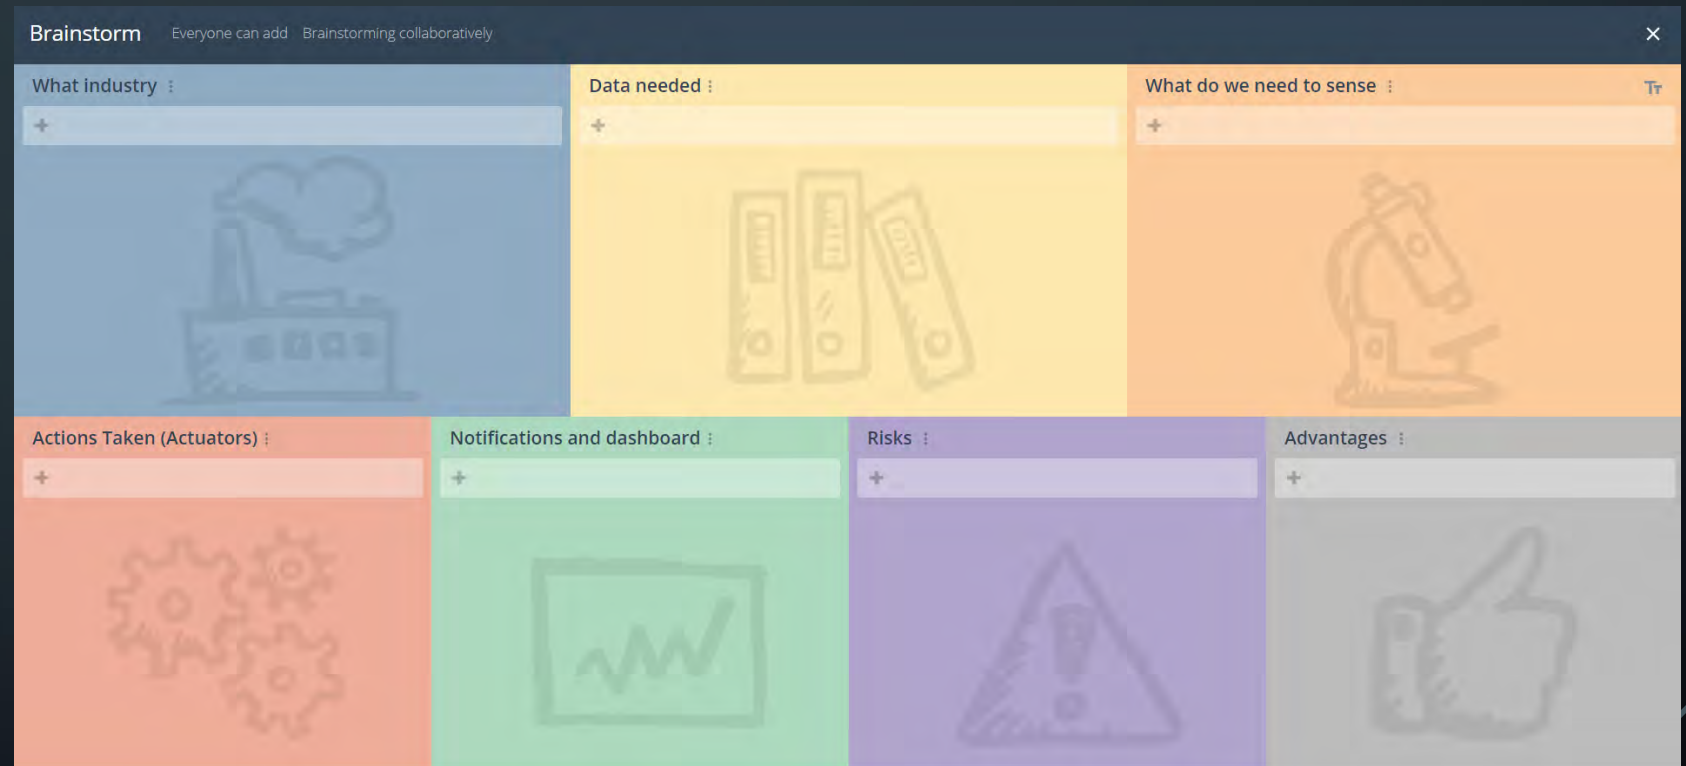 Brainstorm Everyone can add Brainstorming collaboratively
What industry
Data needed
What do we need to sense
Actions Taken (Actuators)
Notifications and dashboard
Risks
Advantages